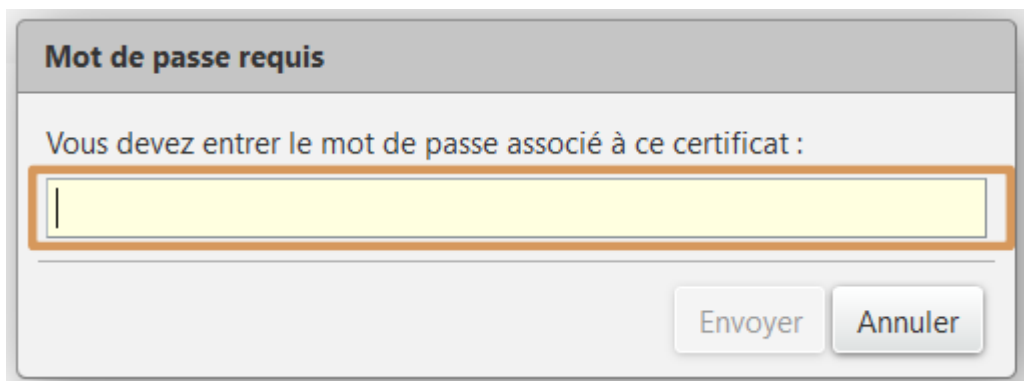 Mot de passe requis
Vous devez entrer le mot de passe associé à ce certificat :
Envoyer Annuler